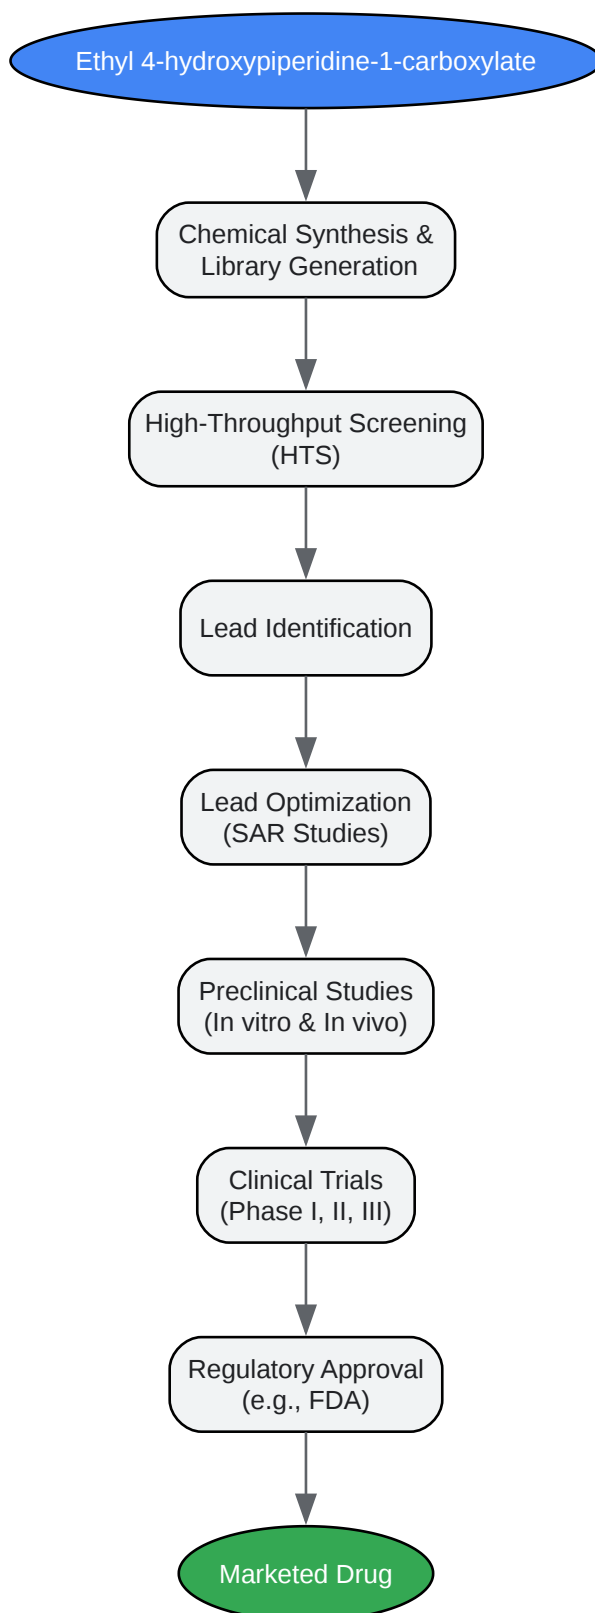 Ethyl 4-hydroxypiperidine-1-carboxylate
Chemical Synthesis &
Library Generation
High-Throughput Screening
(HTS)
Lead Identification
Lead Optimization
(SAR Studies)
Preclinical Studies
(In vitro & In vivo)
Clinical Trials
(Phase I, II, III)
Regulatory Approval
(e.g., FDA)
Marketed Drug